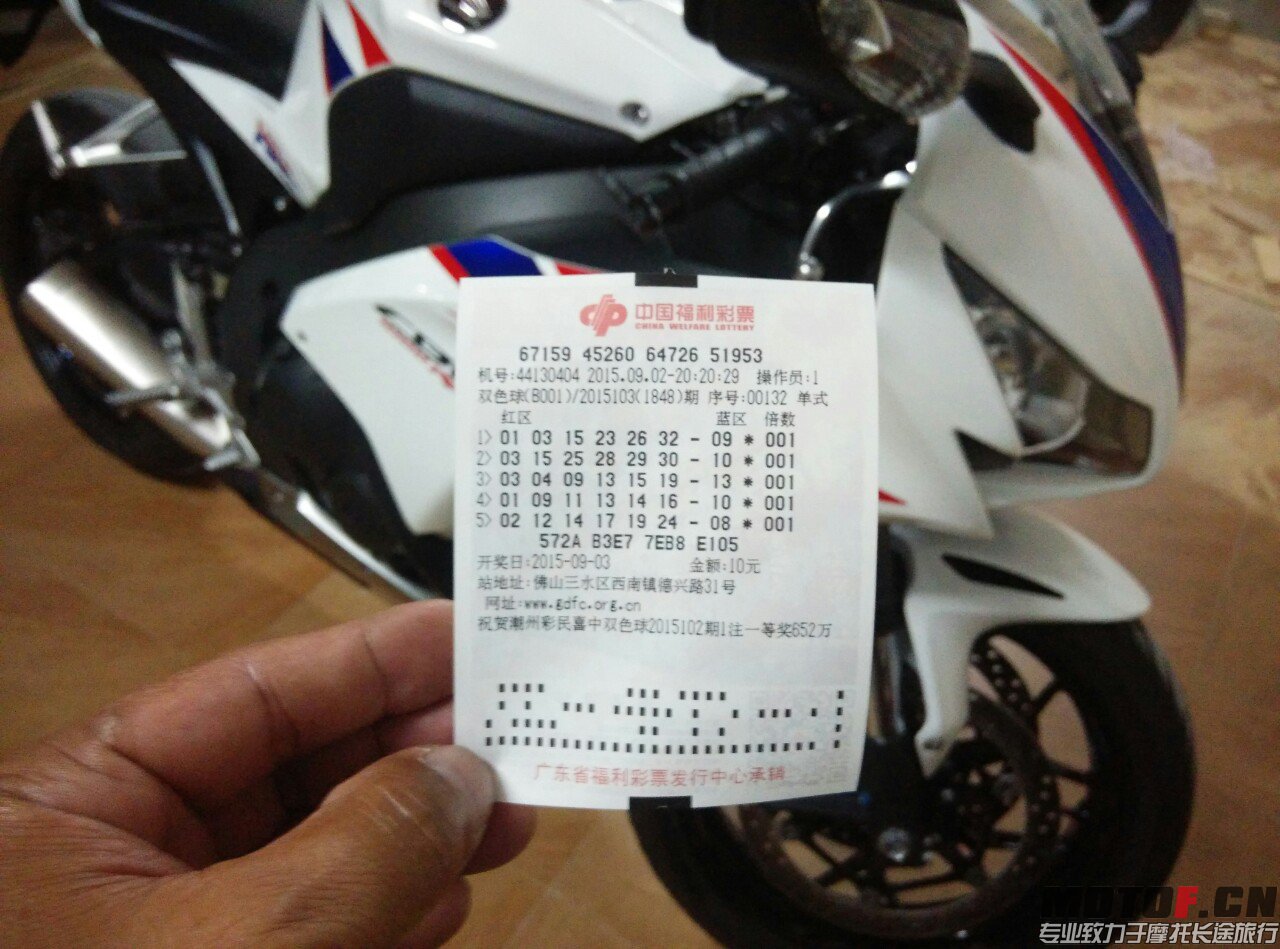 中国福利彩票
CHINA WELFARE LOTTERY
67159 45260 64726 51953
机号:44130404 2015.09.02-20:20:29 操作员:1
双色球(B001)/2015103(1848)期 序号:00132 单式
红区 蓝区 倍数
1> 01 03 15 23 26 32 - 09 * 001
2> 03 15 25 28 29 30 - 10 * 001
3> 03 04 09 13 15 19 - 13 * 001
4> 01 09 11 13 14 16 - 10 * 001
5> 02 12 14 17 19 24 - 08 * 001
572A B3E7 7EB8 E105
开奖日:2015-09-03 金额:10元
站地址:佛山三水区西南镇德兴路31号
网址:www.gdfc.org.cn
祝贺潮州彩民喜中双色球2015102期1注一等奖652万
广东省福利彩票发行中心承销
MOTOF.CN
专业致力于摩托长途旅行